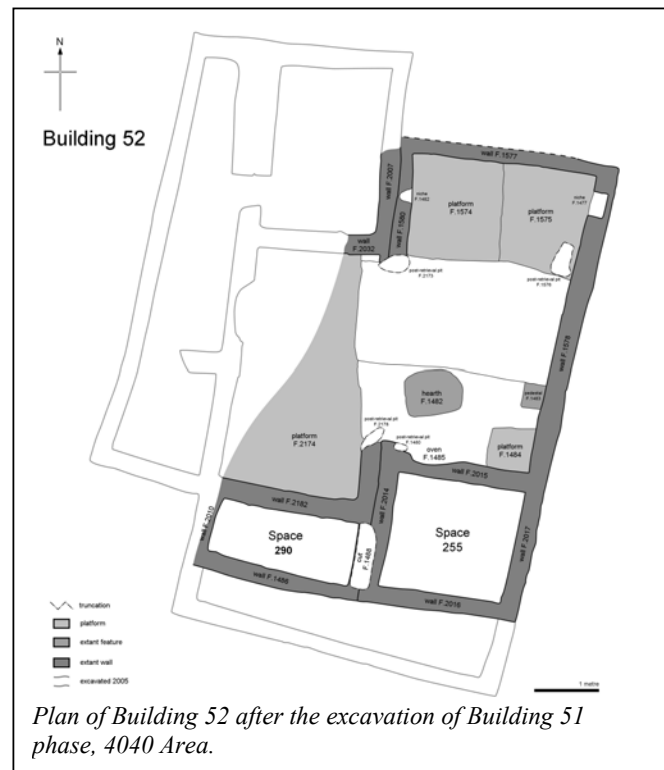 N
Building 52
wall F.1577
wall F.2007
niche
F.1482
wall F.1580
platform
F.1574
platform
F.1575
niche
F.1477
wall
F.2032
post-retrieval pit
F.2173
post-retrieval pit
F.1576
wall F.1578
hearth
F.1482
pedestal
F.1483
platform
F.2174
post-retrieval pit
F.2178
post-retrieval pit
oven
F.1485
platform
F.1484
wall F.2015
wall F.2182
wall F.2014
wall F.2010
Space
290
cut
F.1488
Space
255
wall F.2017
wall F.1486
wall F.2016
truncation
platform
extant feature
extant wall
excavated 2005
1 metre
Plan of Building 52 after the excavation of Building 51
phase, 4040 Area.